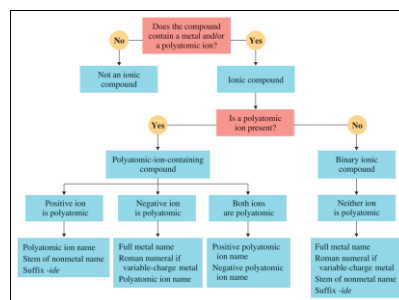 Does the compound
contain a metal and/or
a polyatomic ion?
No
Yes
Not an ionic
compound
Ionic compound
Is a polyatomic
ion present?
Yes
No
Polyatomic-ion-containing
compound
Binary ionic
compound
Positive ion
is polyatomic
Negative ion
is polyatomic
Both ions
are polyatomic
Neither ion
is polyatomic
Polyatomic ion name
Stem of nonmetal name
Suffix -ide
Full metal name
Roman numeral if
variable-charge metal
Polyatomic ion name
Positive polyatomic
ion name
Negative polyatomic
ion name
Full metal name
Roman numeral if
variable-charge metal
Stem of nonmetal name
Suffix -ide